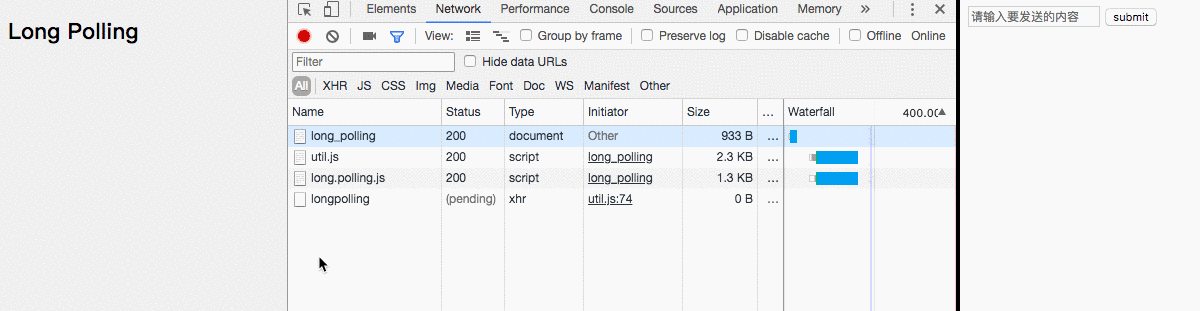 Long Polling
Elements Network Performance Console Sources Application Memory »
View: Group by frame Preserve log Disable cache Offline Online
Filter Hide data URLs
All XHR JS CSS Img Media Font Doc WS Manifest Other
Name Status Type Initiator Size ... Waterfall 400.00
long_polling 200 document Other 933 B ...
util.js 200 script long_polling 2.3 KB ...
long.polling.js 200 script long_polling 1.3 KB ...
longpolling (pending) xhr util.js:74 0 B ...
请输入要发送的内容 submit